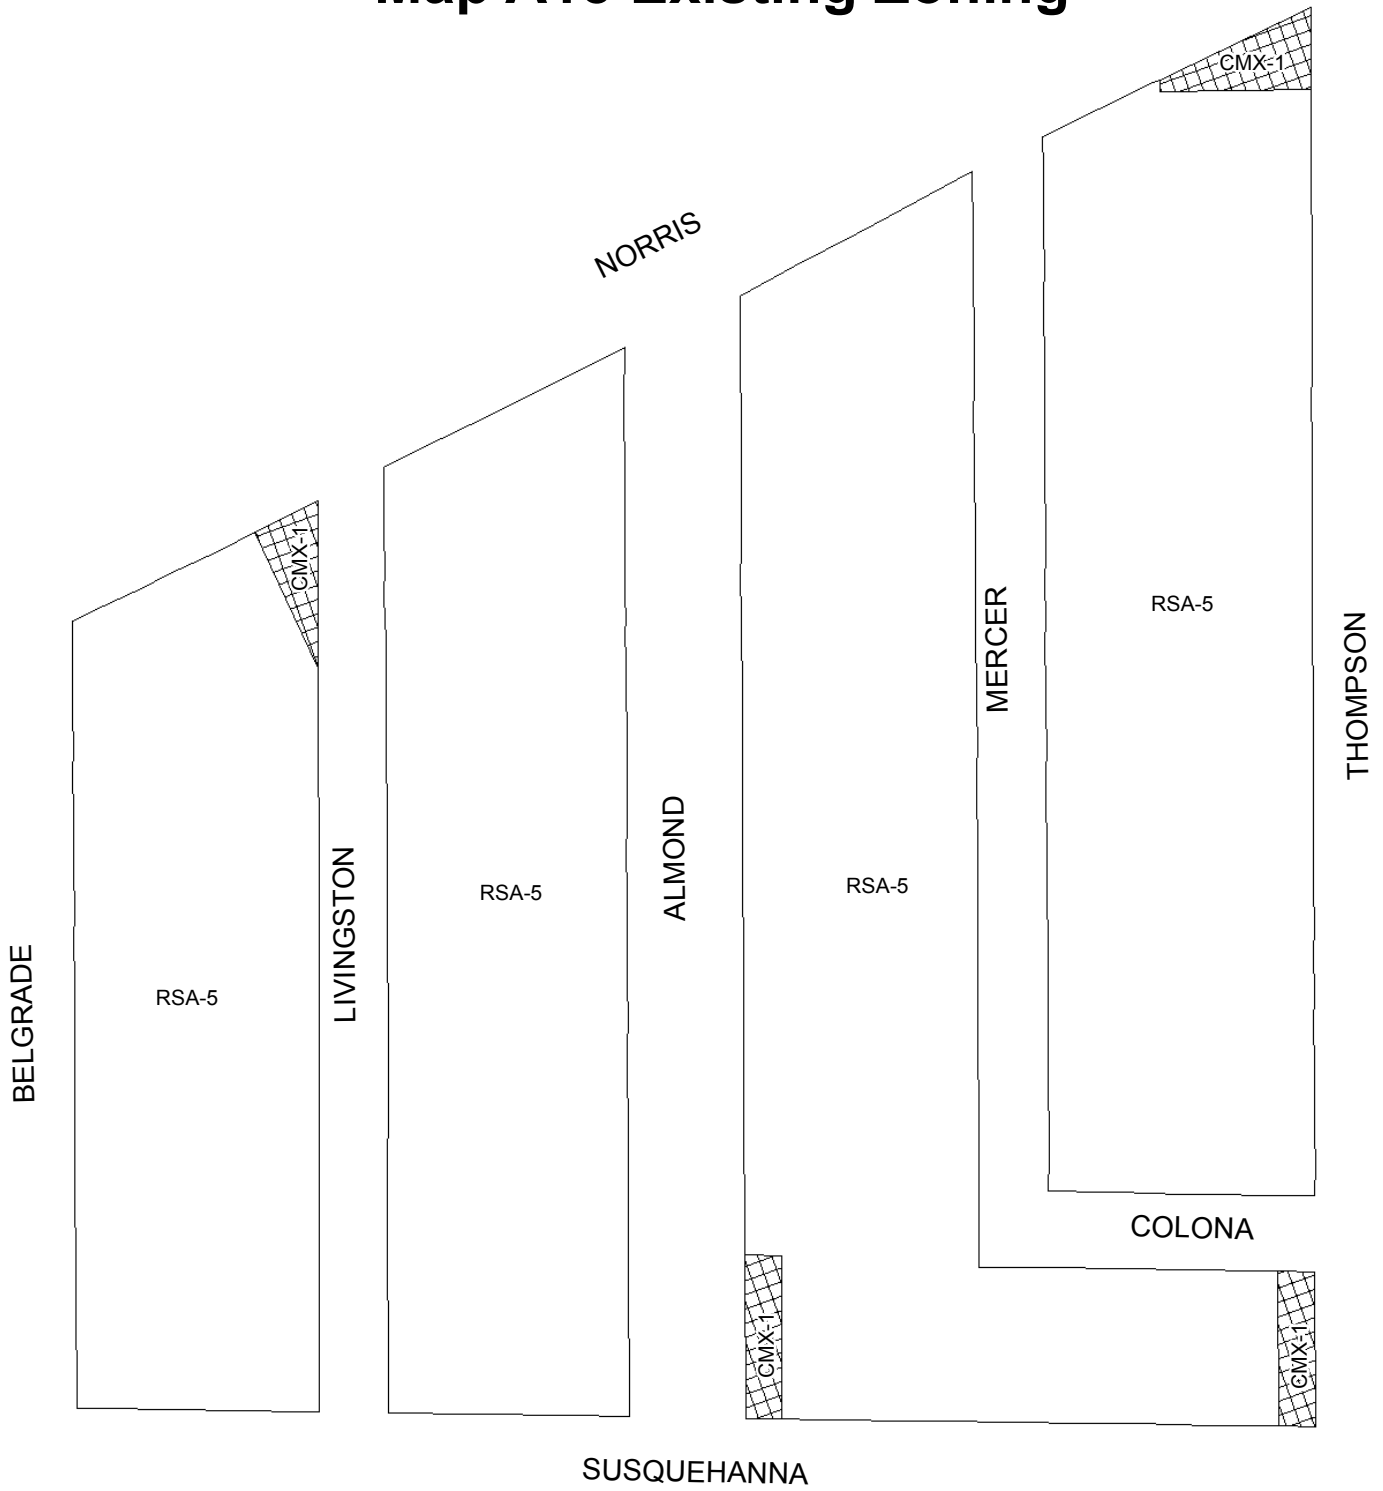 Map A16 Existing Zoning
CMX-1
NORRIS
CMX-1
MERCER
RSA-5
THOMPSON
ALMOND
LIVINGSTON
RSA-5
RSA-5
BELGRADE
RSA-5
COLONA
CMX-1
CMX-1
SUSQUEHANNA